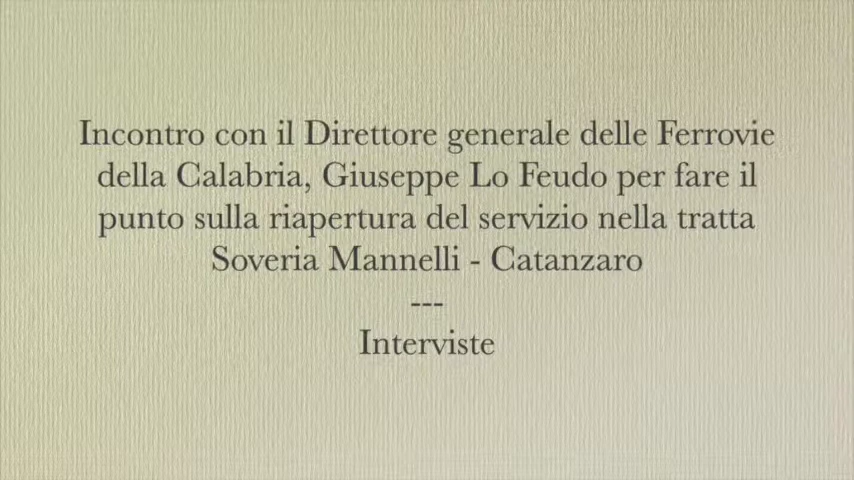 Incontro con il Direttore generale delle Ferrovie
della Calabria, Giuseppe Lo Feudo per fare il
punto sulla riapertura del servizio nella tratta
Soveria Mannelli - Catanzaro
---
Interviste